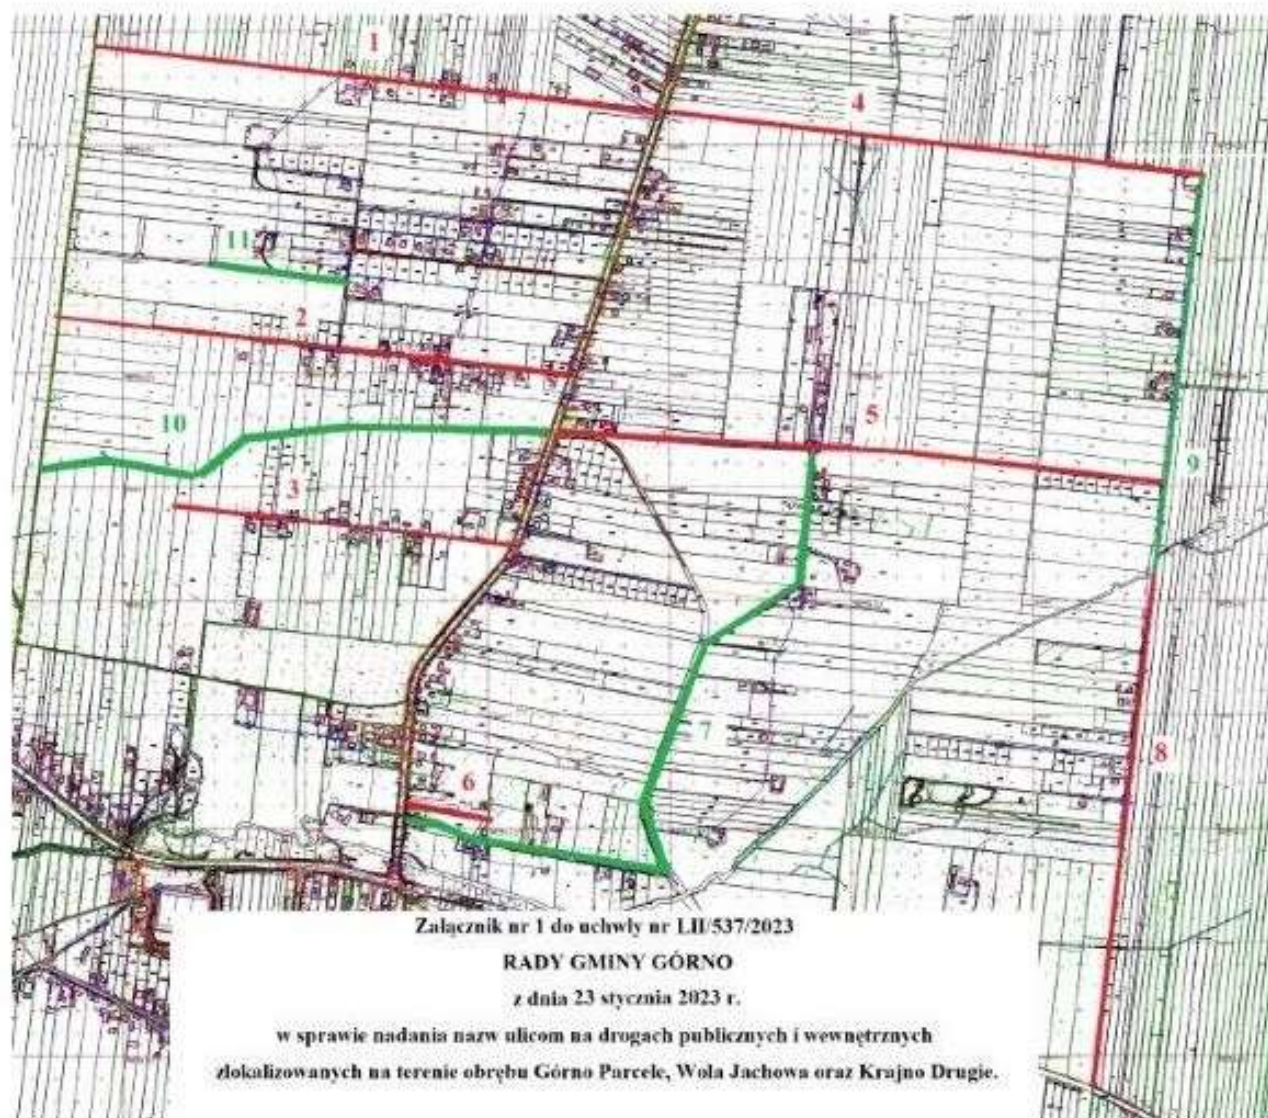 1
4
11
2
5
10
9
3
7
8
6
Załącznik nr 1 do uchwły nr LII/537/2023
RADY GMINY GÓRNO
z dnia 23 stycznia 2023 r.
w sprawie nadania nazw ulicom na drogach publicznych i wewnętrznych
zlokalizowanych na terenie obrębu Górno Parcele, Wola Jachowa oraz Krajno Drugie.